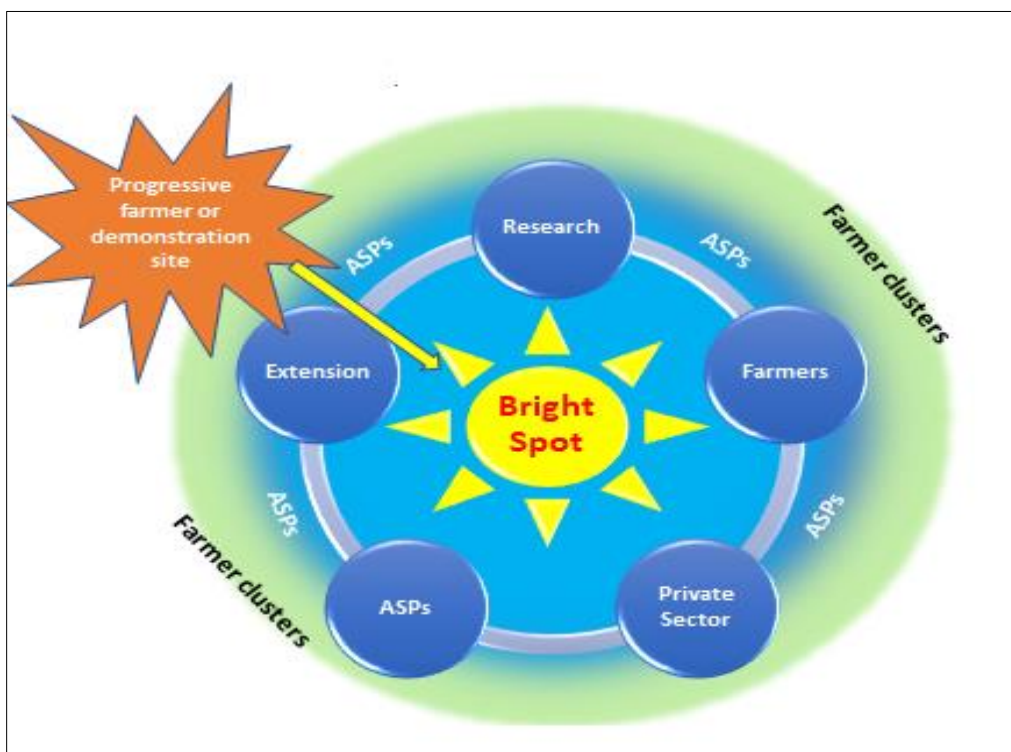 Progressive
farmer or
demonstration
site
Research
ASPs
ASPs
Farmer clusters
Extension
Farmers
Bright
Spot
ASPs
ASPs
Farmer clusters
ASPs
Private
Sector